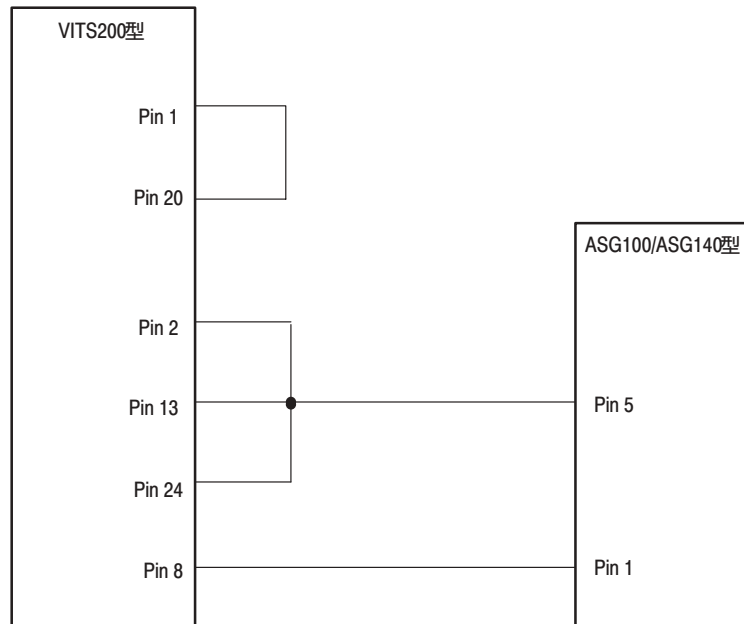 VITS200型
Pin 1
Pin 20
ASG100/ASG140型
Pin 2
Pin 13
Pin 5
Pin 24
Pin 8
Pin 1